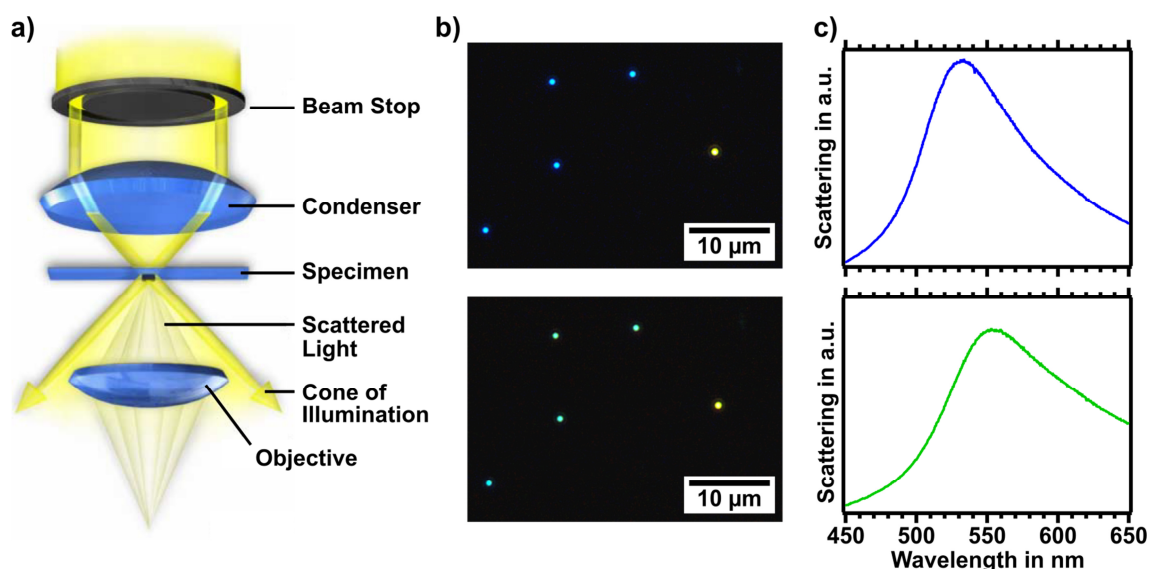 a)
Beam Stop
Condenser
Specimen
Scattered
Light
Cone of
Illumination
Objective
b)
10 µm
10 µm
c)
Scattering in a.u.
Scattering in a.u.
450 500 550 600 650
Wavelength in nm